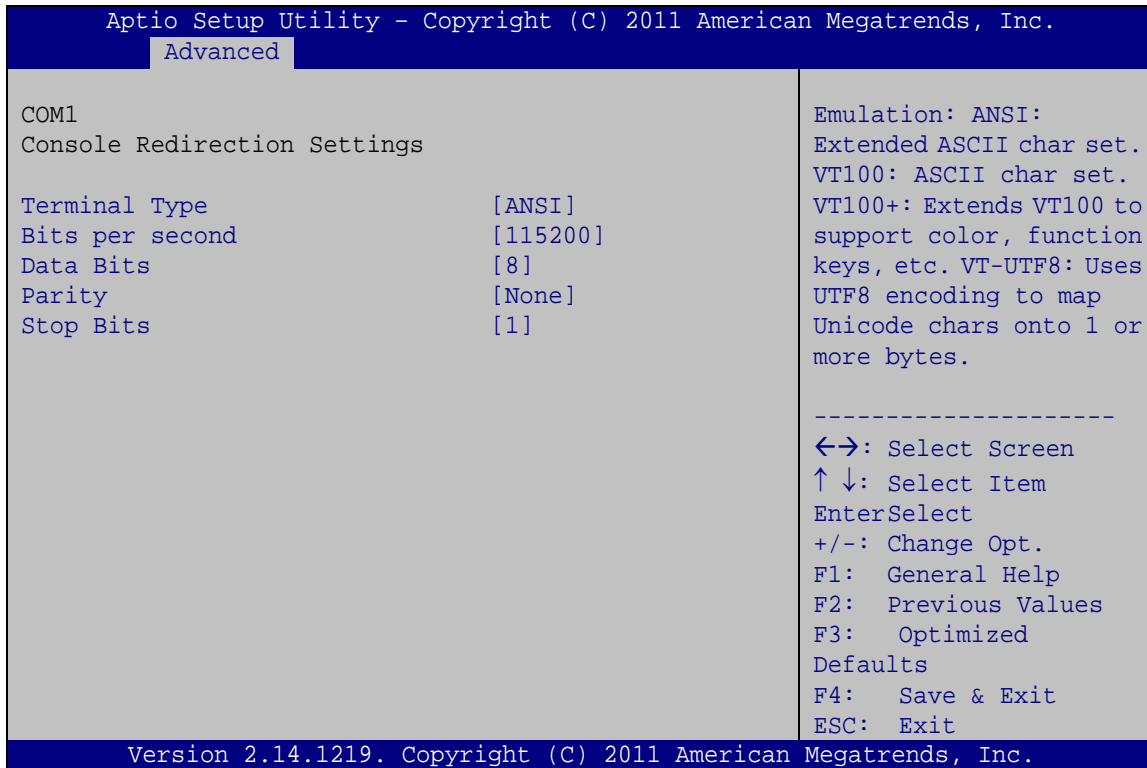 Aptio Setup Utility – Copyright (C) 2011 American Megatrends, Inc.
Advanced
COM1
Console Redirection Settings
Terminal Type [ANSI]
Bits per second [115200]
Data Bits [8]
Parity [None]
Stop Bits [1]
Emulation: ANSI:
Extended ASCII char set.
VT100: ASCII char set.
VT100+: Extends VT100 to
support color, function
keys, etc. VT-UTF8: Uses
UTF8 encoding to map
Unicode chars onto 1 or
more bytes.
---------------------
←→: Select Screen
↑ ↓: Select Item
EnterSelect
+/-: Change Opt.
F1: General Help
F2: Previous Values
F3: Optimized
Defaults
F4: Save & Exit
ESC: Exit
Version 2.14.1219. Copyright (C) 2011 American Megatrends, Inc.